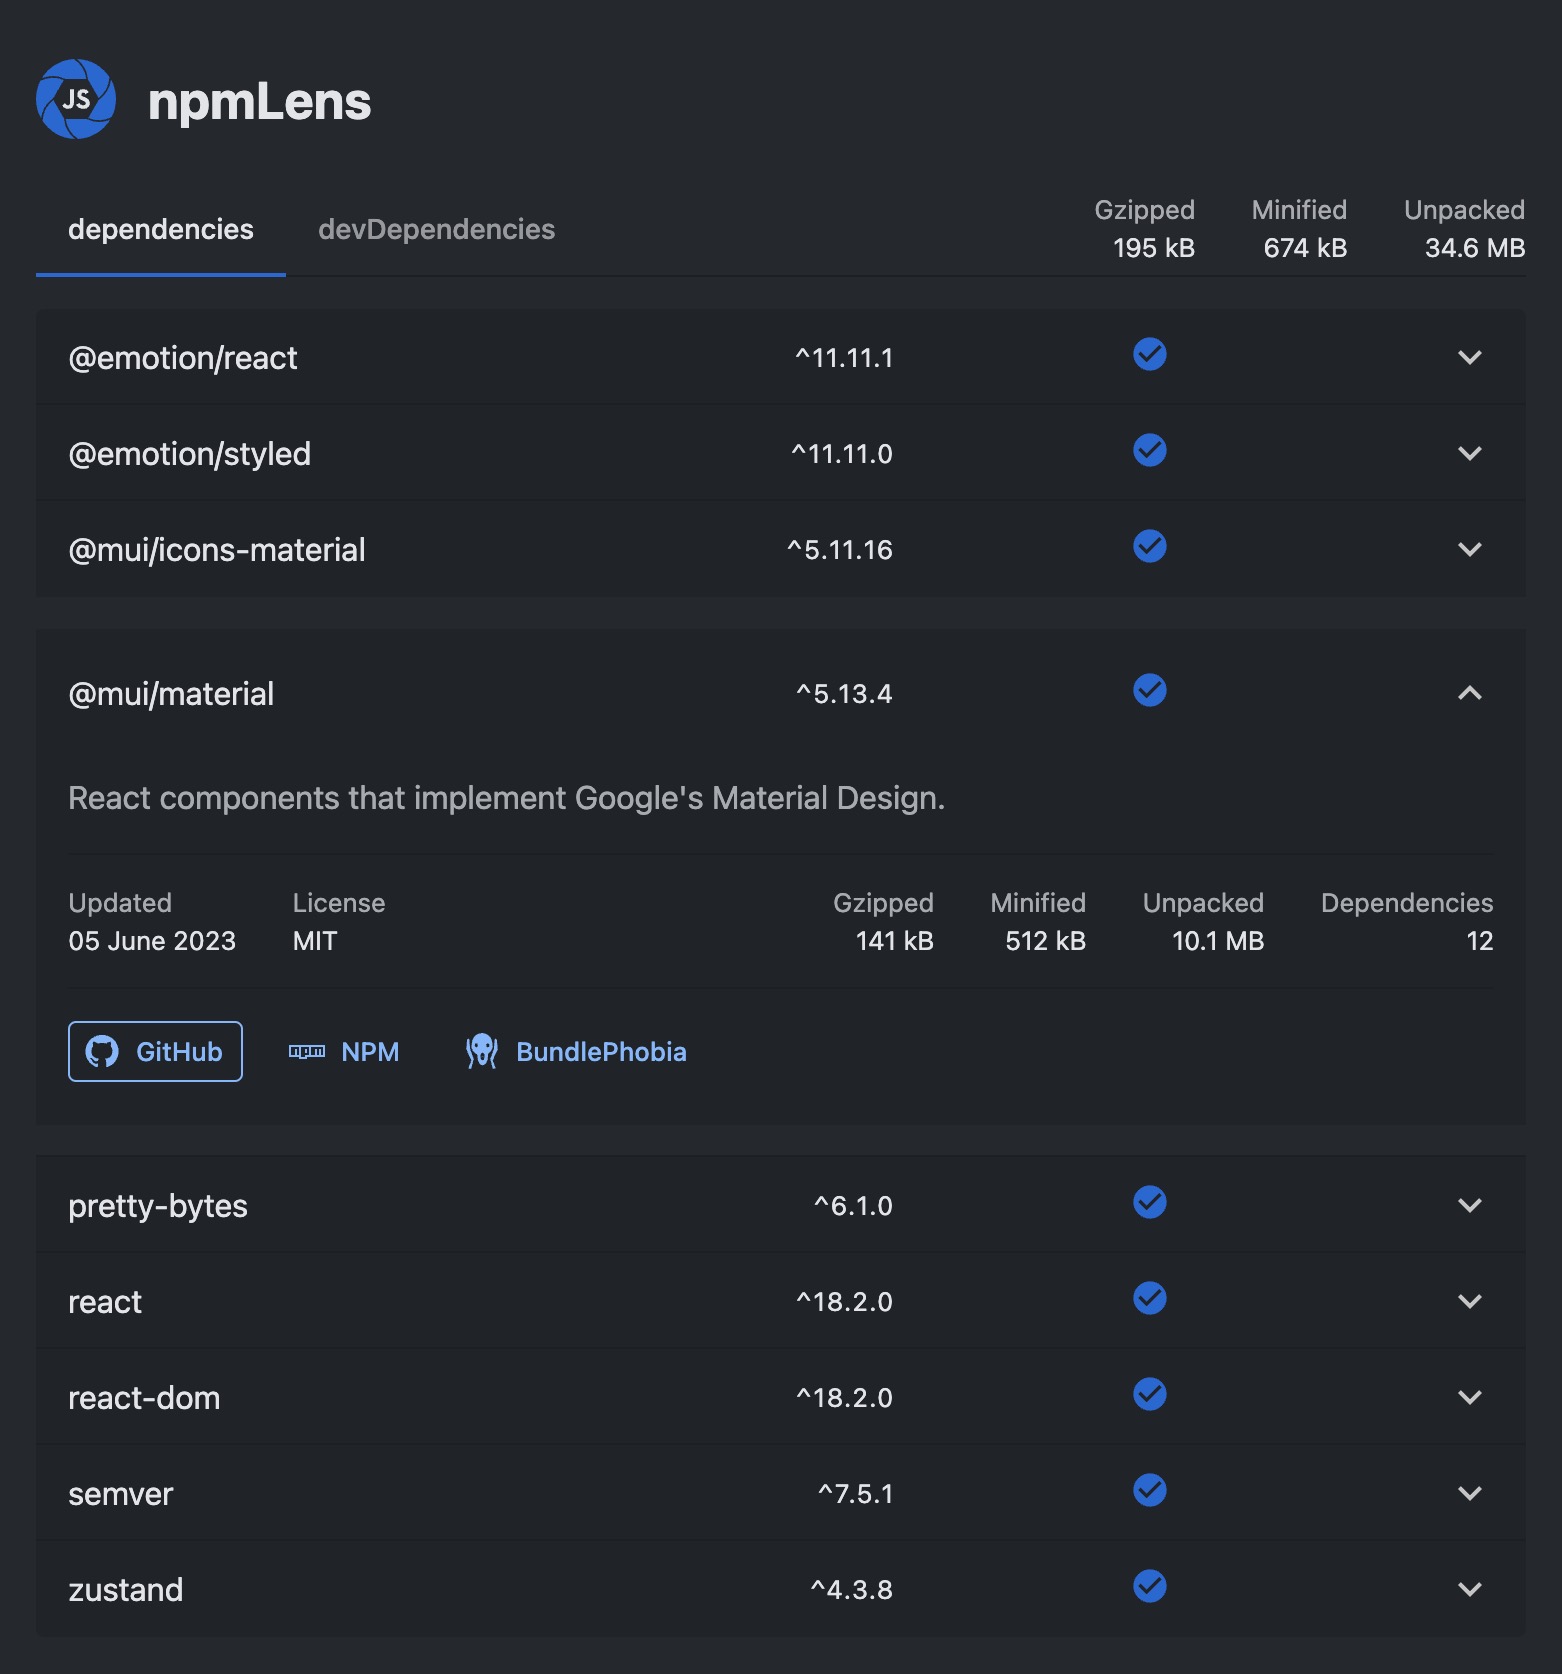 JS npmLens
dependencies devDependencies Gzipped Minified Unpacked
195 kB 674 kB 34.6 MB
@emotion/react ^11.11.1
@emotion/styled ^11.11.0
@mui/icons-material ^5.11.16
@mui/material ^5.13.4
React components that implement Google's Material Design.
Updated License Gzipped Minified Unpacked Dependencies
05 June 2023 MIT 141 kB 512 kB 10.1 MB 12
GitHub npm NPM BundlePhobia
pretty-bytes ^6.1.0
react ^18.2.0
react-dom ^18.2.0
semver ^7.5.1
zustand ^4.3.8